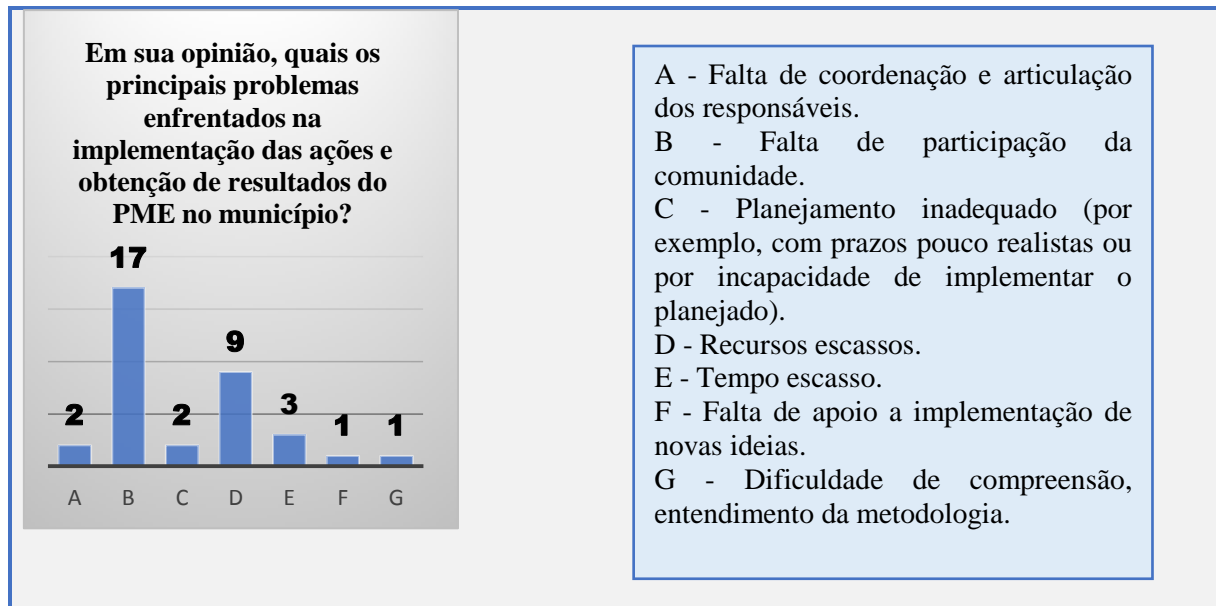 Em sua opinião, quais os
principais problemas
enfrentados na
implementação das ações e
obtenção de resultados do
PME no município?
17
9
2
2
3
1
1
A
B
C
D
E
F
G
A - Falta de coordenação e articulação
dos responsáveis.
B - Falta de participação da
comunidade.
C - Planejamento inadequado (por
exemplo, com prazos pouco realistas ou
por incapacidade de implementar o
planejado).
D - Recursos escassos.
E - Tempo escasso.
F - Falta de apoio a implementação de
novas ideias.
G - Dificuldade de compreensão,
entendimento da metodologia.